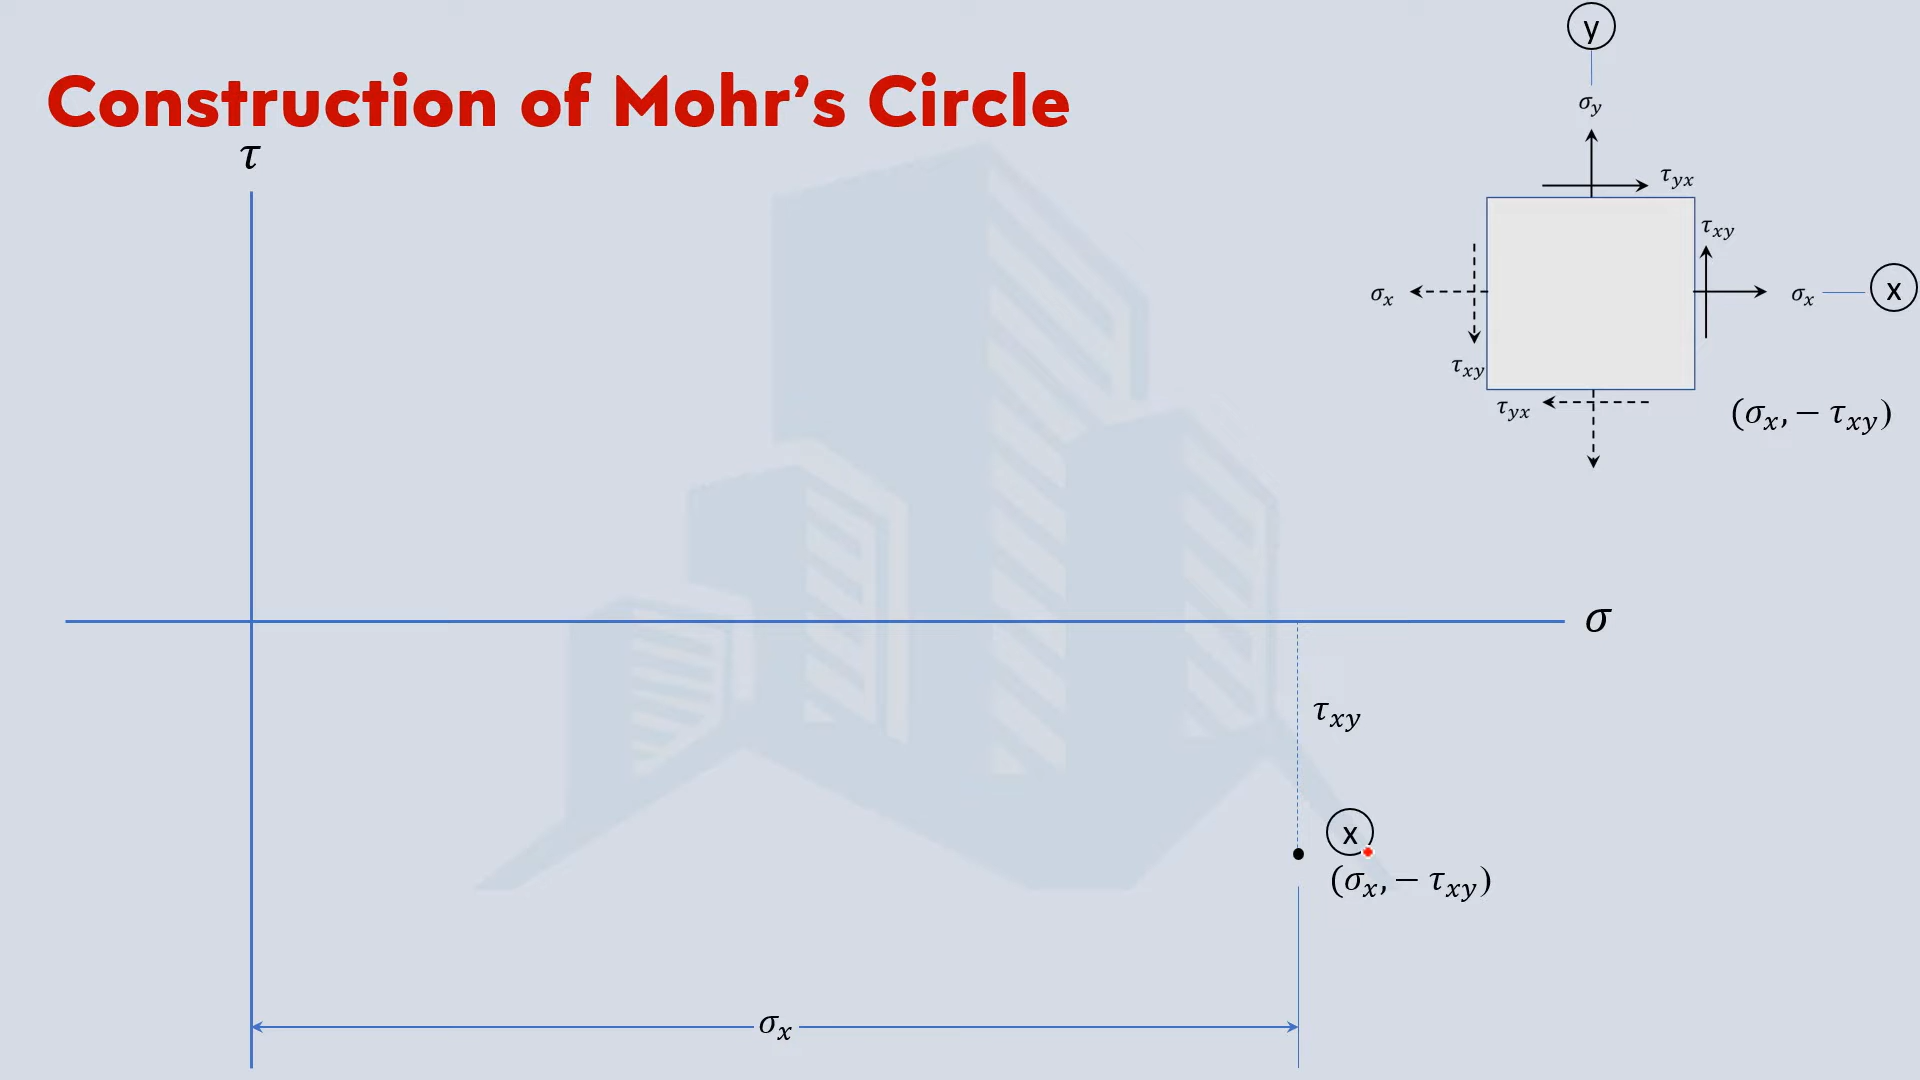 y
Construction of Mohr’s Circle
σy
τ
τyx
τxy
σx
σx
x
τxy
τyx
(σx, − τxy)
σ
τxy
x
(σx, − τxy)
σx